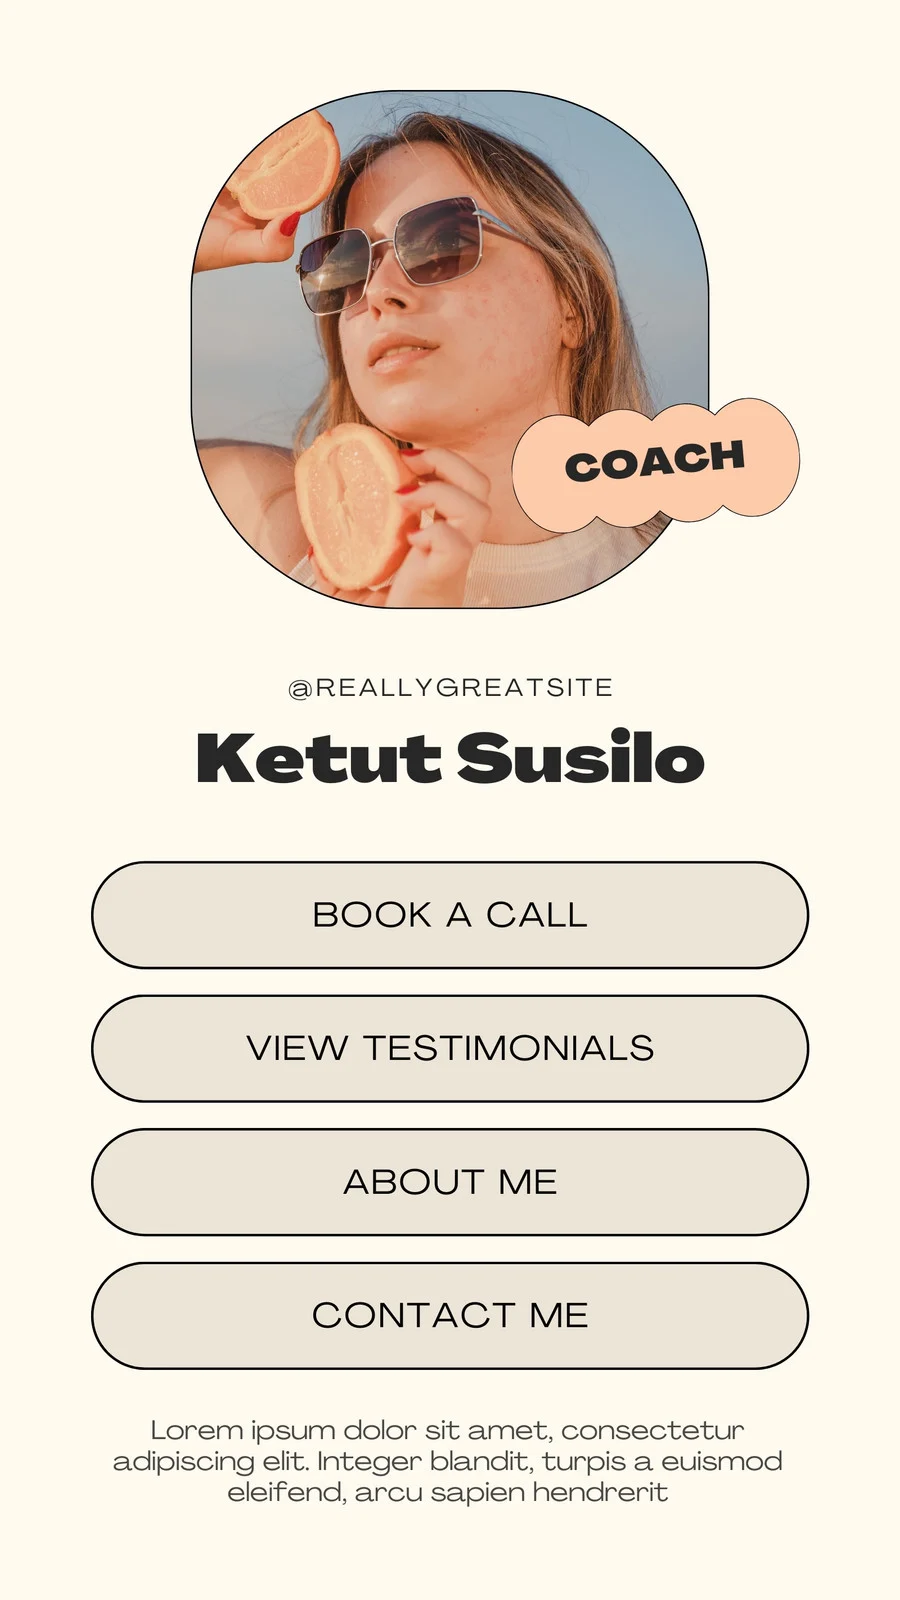 COACH
@REALLYGREATSITE
Ketut Susilo
BOOK A CALL
VIEW TESTIMONIALS
ABOUT ME
CONTACT ME
Lorem ipsum dolor sit amet, consectetur
adipiscing elit. Integer blandit, turpis a euismod
eleifend, arcu sapien hendrerit